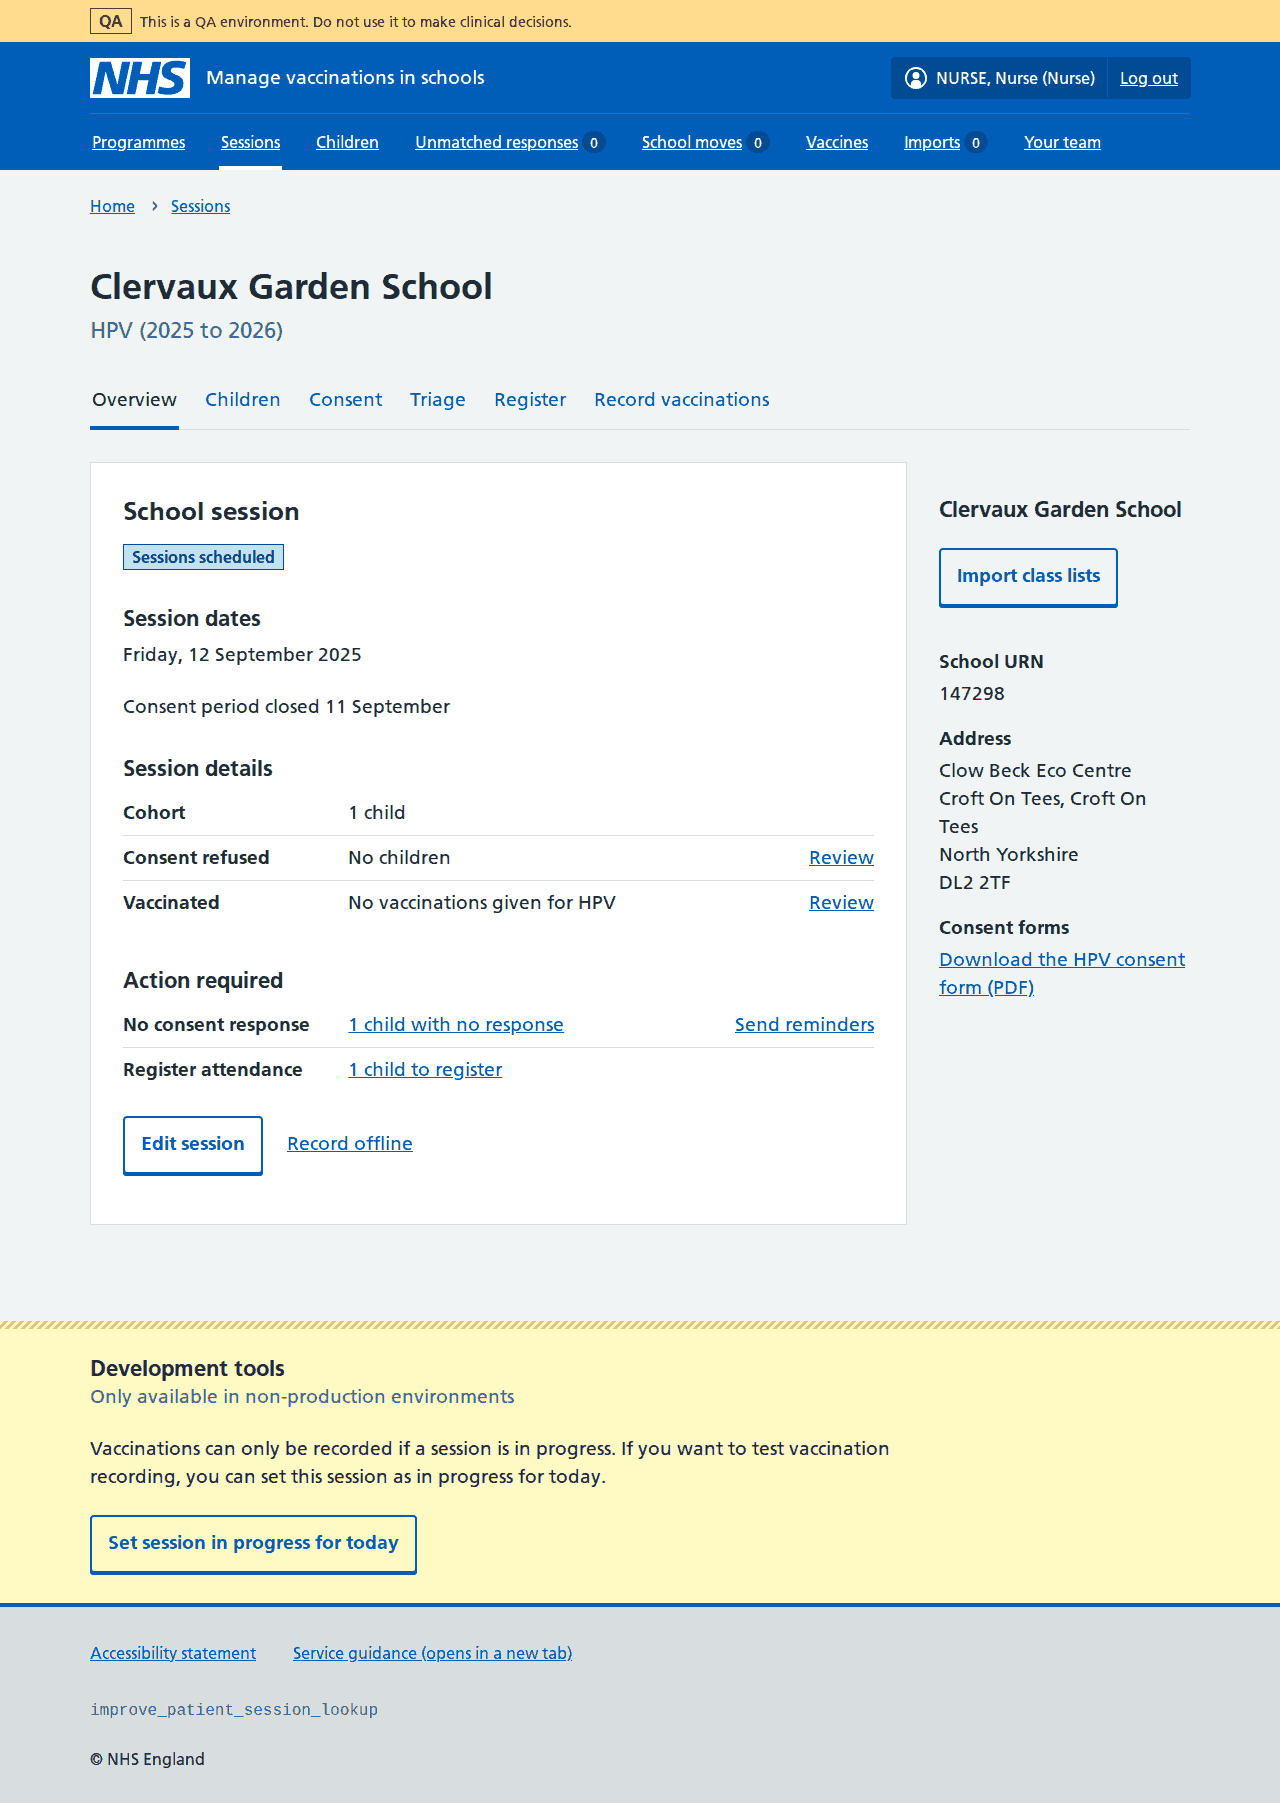 QA This is a QA environment. Do not use it to make clinical decisions.
NHS Manage vaccinations in schools NURSE, Nurse (Nurse) Log out
Programmes Sessions Children Unmatched responses 0 School moves 0 Vaccines Imports 0 Your team
Home › Sessions
Clervaux Garden School
HPV (2025 to 2026)
Overview Children Consent Triage Register Record vaccinations
School session
Sessions scheduled
Session dates
Friday, 12 September 2025
Consent period closed 11 September
Session details
Cohort 1 child
Consent refused No children Review
Vaccinated No vaccinations given for HPV Review
Action required
No consent response 1 child with no response Send reminders
Register attendance 1 child to register
Edit session Record offline
Clervaux Garden School
Import class lists
School URN
147298
Address
Clow Beck Eco Centre
Croft On Tees, Croft On
Tees
North Yorkshire
DL2 2TF
Consent forms
Download the HPV consent
form (PDF)
Development tools
Only available in non-production environments
Vaccinations can only be recorded if a session is in progress. If you want to test vaccination
recording, you can set this session as in progress for today.
Set session in progress for today
Accessibility statement Service guidance (opens in a new tab)
improve_patient_session_lookup
© NHS England